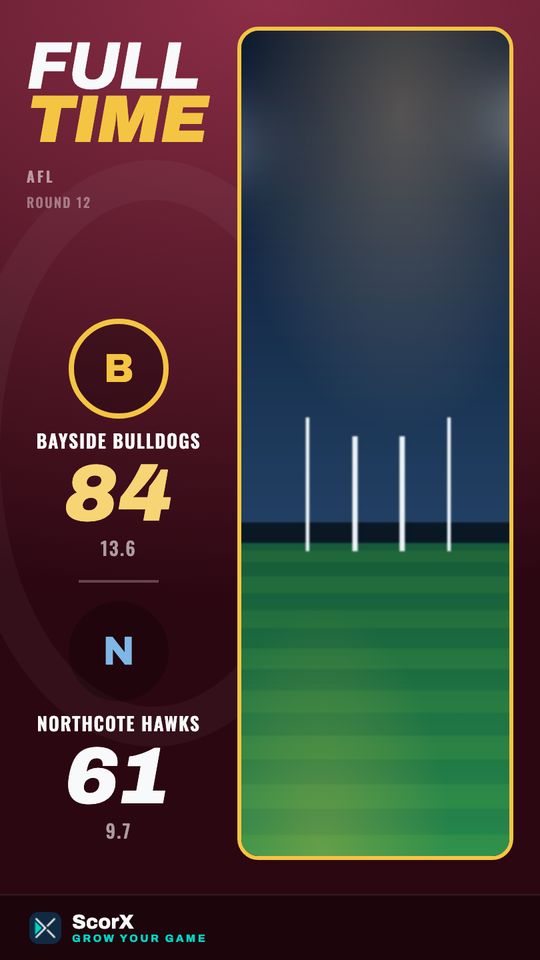 FULL
TIME
AFL
ROUND 12
B
BAYSIDE BULLDOGS
84
13.6
N
NORTHCOTE HAWKS
61
9.7
ScorX
GROW YOUR GAME